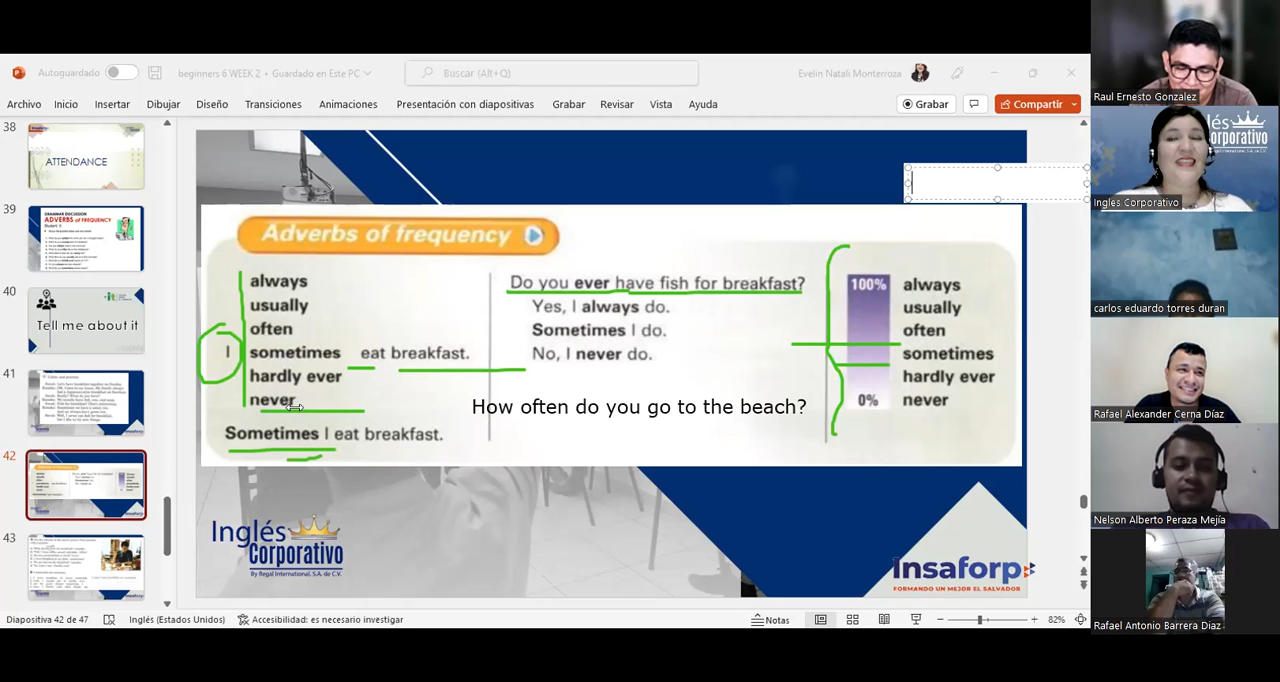 Autoguardado
beginners 6 WEEK 2 • Guardado en Este PC
Buscar (Alt+Q)
Evelin Natali Monterroza
Archivo Inicio Insertar Dibujar Diseño Transiciones Animaciones Presentación con diapositivas Grabar Revisar Vista Ayuda
Grabar
Compartir
38
ATTENDANCE
39
GRAMMAR DISCUSSION
ADVERBS of FREQUENCY
40
Tell me about it
41
42
43
Adverbs of frequency
always
usually
often
I sometimes eat breakfast.
hardly ever
never
Sometimes I eat breakfast.
Do you ever have fish for breakfast?
Yes, I always do.
Sometimes I do.
No, I never do.
How often do you go to the beach?
100% always
usually
often
sometimes
hardly ever
0% never
Inglés
Corporativo
By Regal International, S.A. de C.V.
Insaforp
FORMANDO UN MEJOR EL SALVADOR
Diapositiva 42 de 47
Inglés (Estados Unidos)
Accesibilidad: es necesario investigar
Notas
82%
Raul Ernesto Gonzalez
lés
orporativo
Ingles Corporativo
carlos eduardo torres duran
Rafael Alexander Cerna Díaz
Nelson Alberto Peraza Mejía
Rafael Antonio Barrera Diaz